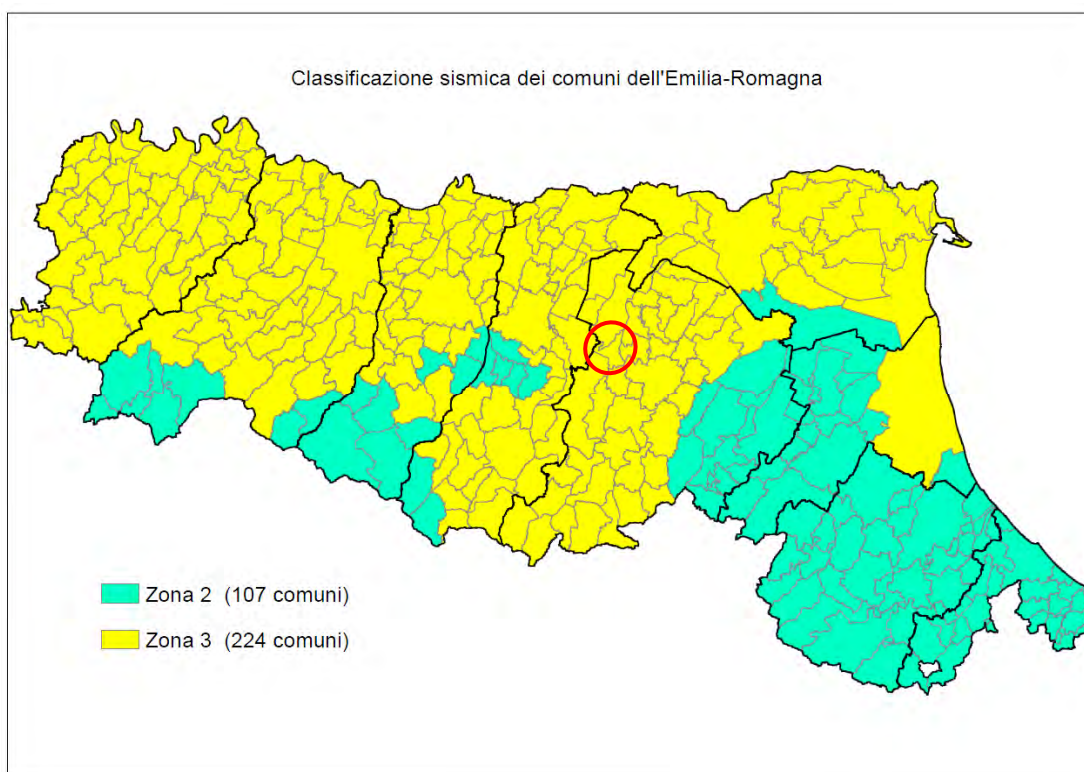 Classificazione sismica dei comuni dell'Emilia-Romagna
Zona 2 (107 comuni)
Zona 3 (224 comuni)